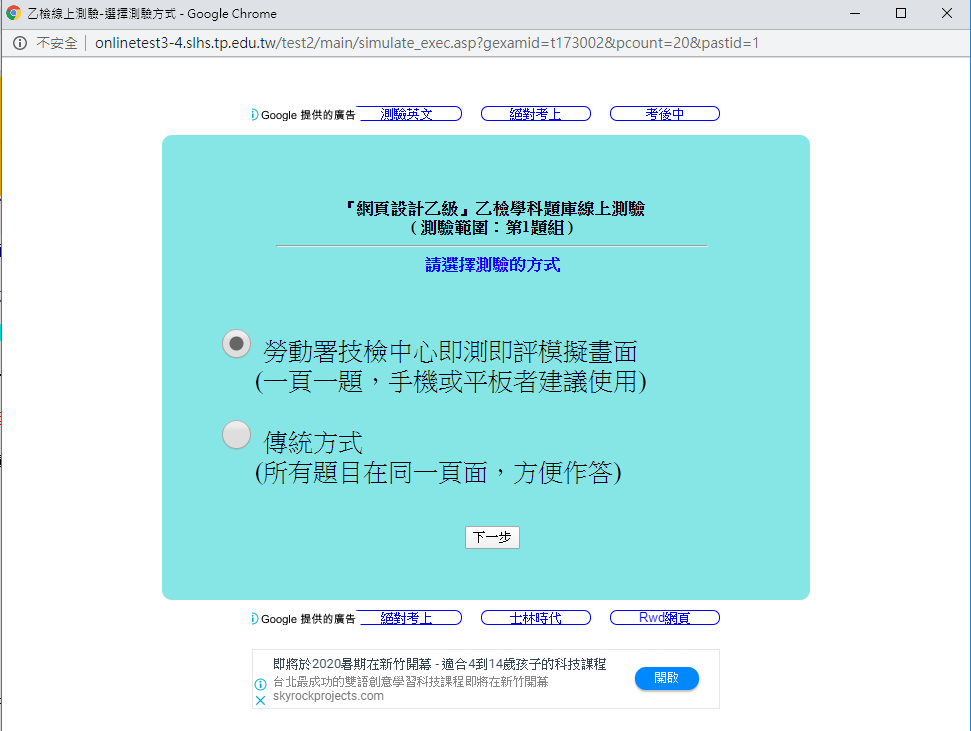 乙檢線上測驗-選擇測驗方式 - Google Chrome
不安全 | onlinetest3-4.slhs.tp.edu.tw/test2/main/simulate_exec.asp?gexamid=t173002&pcount=20&pastid=1
Google 提供的廣告 測驗英文 絕對考上 考後中
『網頁設計乙級』乙檢學科題庫線上測驗
(測驗範圍：第1題組)
請選擇測驗的方式
勞動署技檢中心即測即評模擬畫面
(一頁一題，手機或平板者建議使用)
傳統方式
(所有題目在同一頁面，方便作答)
下一步
Google 提供的廣告 絕對考上 士林時代 Rwd網頁
即將於2020暑期在新竹開幕 - 適合4到14歲孩子的科技課程
台北最成功的雙語創意學習科技課程即將在新竹開幕
skyrockprojects.com
開啟